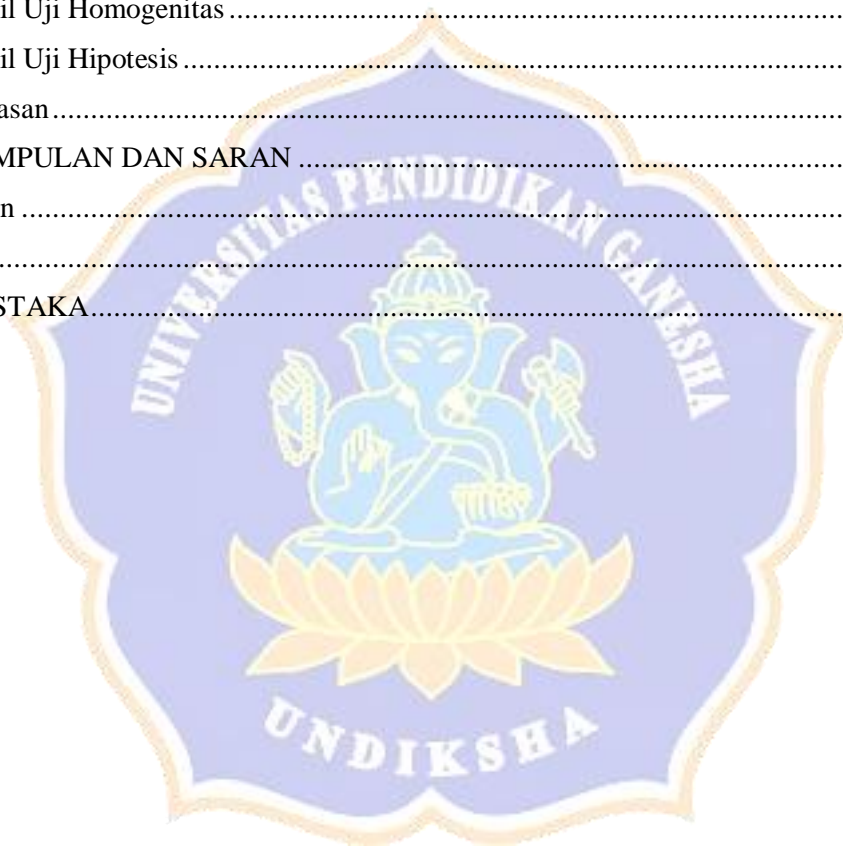 il Uji Homogenitas ........................................................................................
il Uji Hipotesis ................................................................................................
asan ....................................................................................................................
MPULAN DAN SARAN ...............................................................................
n .........................................................................................................................
............................................................................................................................
STAKA ...............................................................................................................
UNIVERSITAS PENDIDIKAN GANESHA
UNDIKSHA